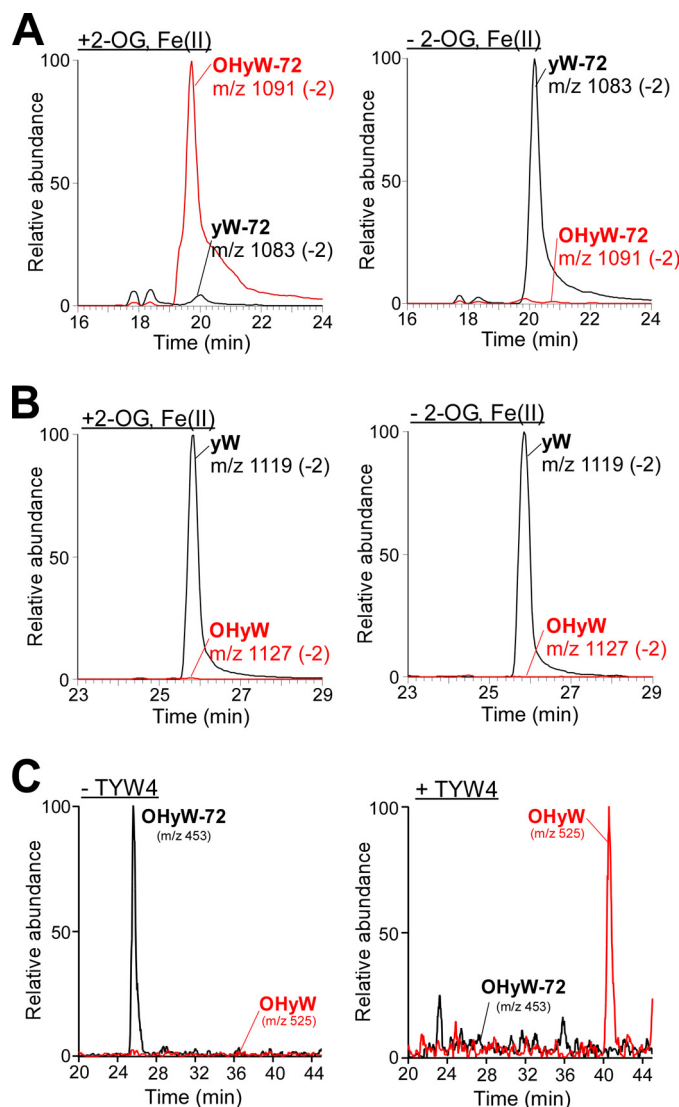 A
+2-OG, Fe(II)
- 2-OG, Fe(II)
100
50
0
Relative abundance
OHyW-72
m/z 1091 (-2)
yW-72
m/z 1083 (-2)
16 18 20 22 24
Time (min)
100
50
0
Relative abundance
yW-72
m/z 1083 (-2)
OHyW-72
m/z 1091 (-2)
16 18 20 22 24
Time (min)
B
+2-OG, Fe(II)
- 2-OG, Fe(II)
100
50
0
Relative abundance
yW
m/z 1119 (-2)
OHyW
m/z 1127 (-2)
23 25 27 29
Time (min)
100
50
0
Relative abundance
yW
m/z 1119 (-2)
OHyW
m/z 1127 (-2)
23 25 27 29
Time (min)
C
- TYW4
+ TYW4
100
50
0
Relative abundance
OHyW-72
(m/z 453)
OHyW
(m/z 525)
20 24 28 32 36 40 44
Time (min)
100
50
0
Relative abundance
OHyW
(m/z 525)
OHyW-72
(m/z 453)
20 24 28 32 36 40 44
Time (min)